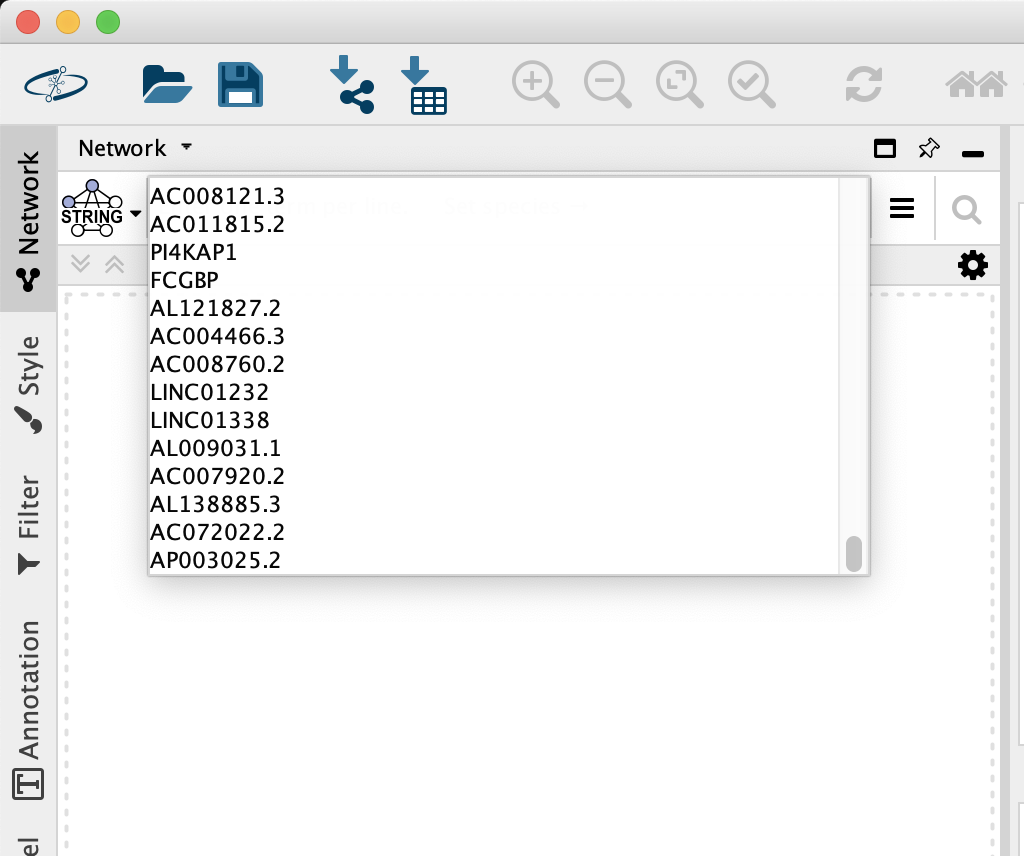 Network
STRING
AC008121.3
AC011815.2
PI4KAP1
FCGBP
AL121827.2
AC004466.3
AC008760.2
LINC01232
LINC01338
AL009031.1
AC007920.2
AL138885.3
AC072022.2
AP003025.2
Network
Style
Filter
Annotation
T
el